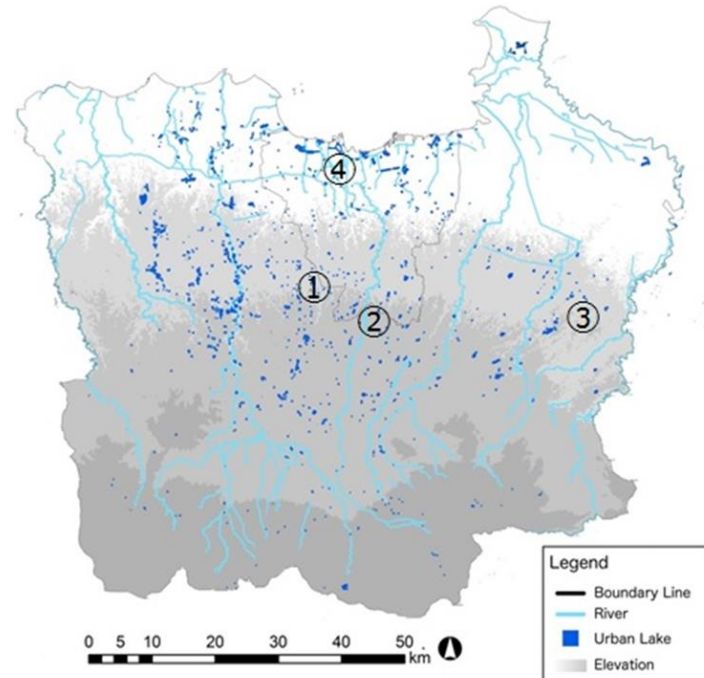 ④
①
②
③
Legend
Boundary Line
River
Urban Lake
Elevation
0 5 10 20 30 40 50
km